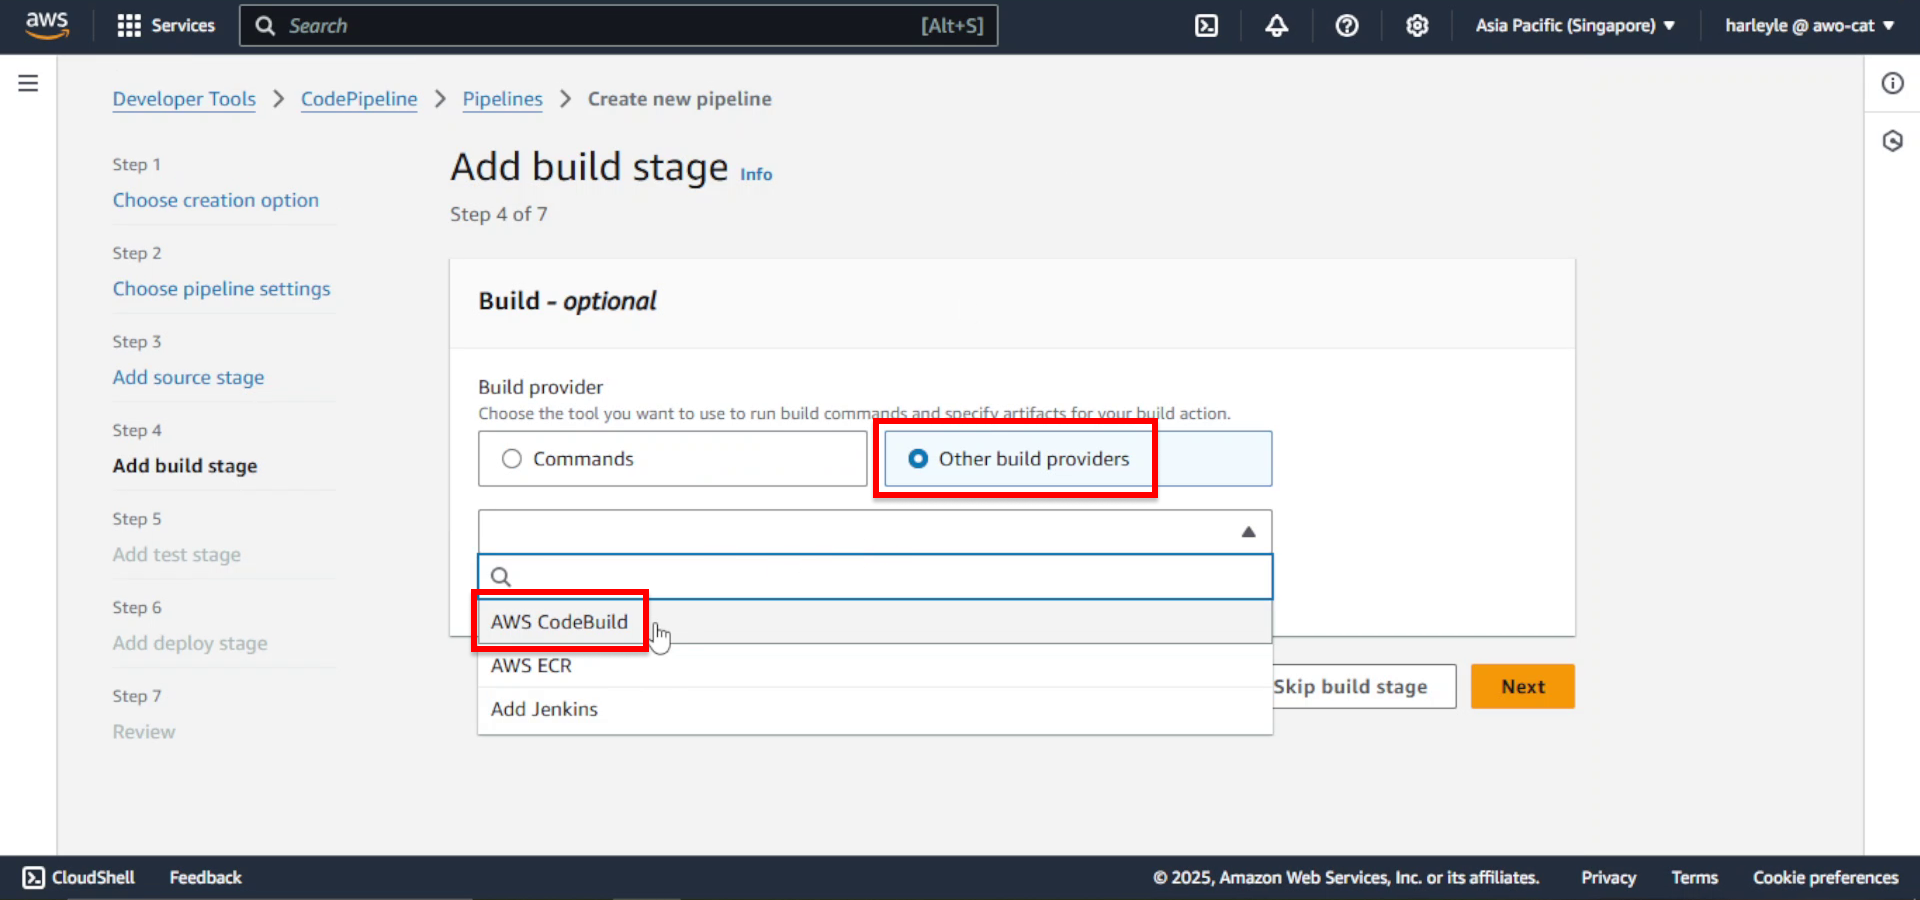 aws
Services
Search
[Alt+S]
Asia Pacific (Singapore)
harleyle @ awo-cat
Developer Tools
CodePipeline
Pipelines
Create new pipeline
Step 1
Choose creation option
Step 2
Choose pipeline settings
Step 3
Add source stage
Step 4
Add build stage
Step 5
Add test stage
Step 6
Add deploy stage
Step 7
Review
Add build stage Info
Step 4 of 7
Build - optional
Build provider
Choose the tool you want to use to run build commands and specify artifacts for your build action.
Commands
Other build providers
AWS CodeBuild
AWS ECR
Add Jenkins
Skip build stage
Next
CloudShell
Feedback
© 2025, Amazon Web Services, Inc. or its affiliates.
Privacy
Terms
Cookie preferences